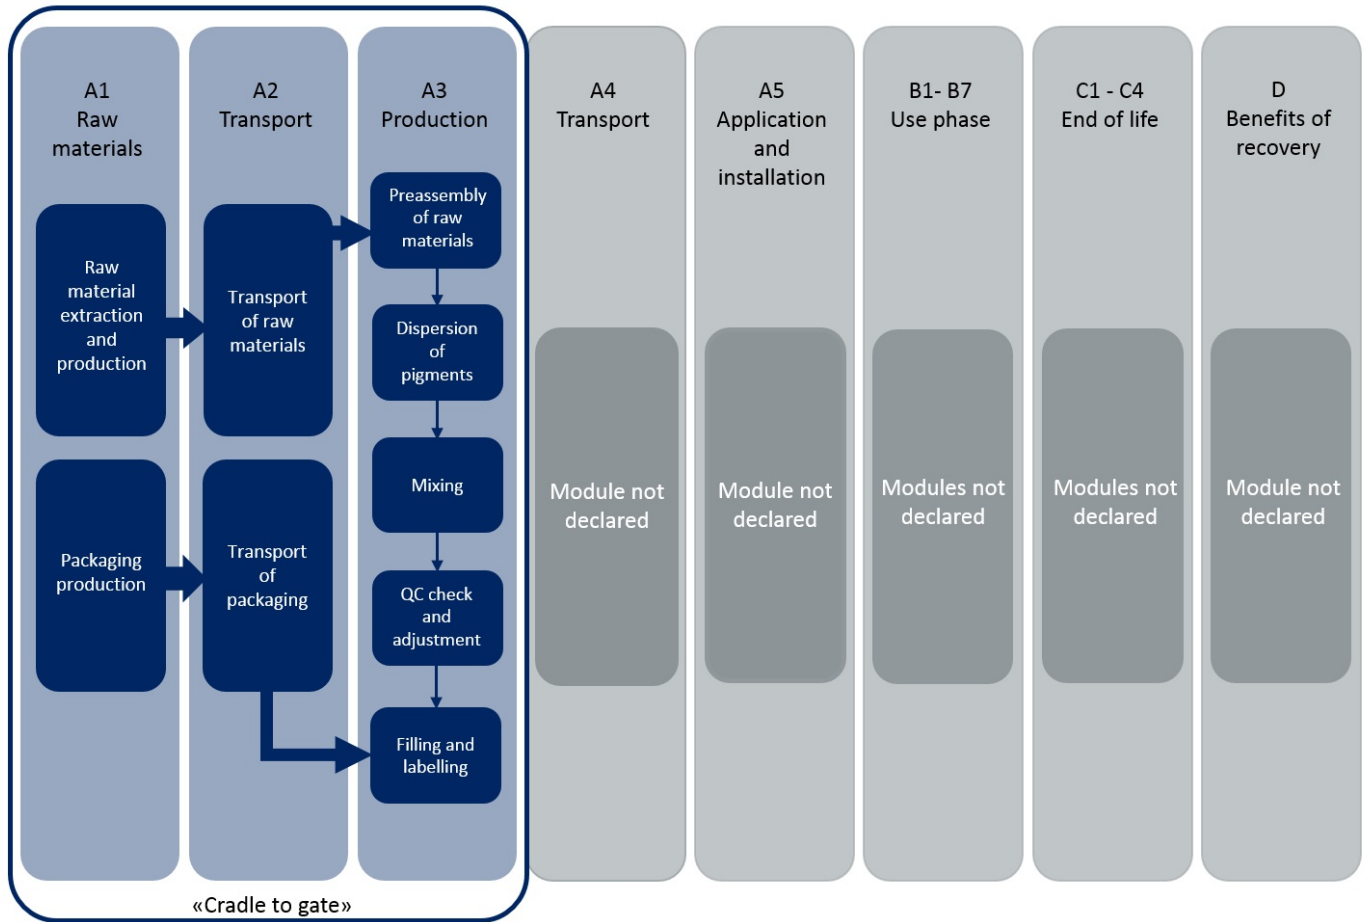 A1
Raw
materials
A2
Transport
A3
Production
A4
Transport
A5
Application
and
installation
B1- B7
Use phase
C1 - C4
End of life
D
Benefits of
recovery
Raw
material
extraction
and
production
Packaging
production
Transport
of raw
materials
Transport
of
packaging
Preassembly
of raw
materials
Dispersion
of
pigments
Mixing
QC check
and
adjustment
Filling and
labelling
Module not
declared
Module not
declared
Modules not
declared
Modules not
declared
Module not
declared
«Cradle to gate»